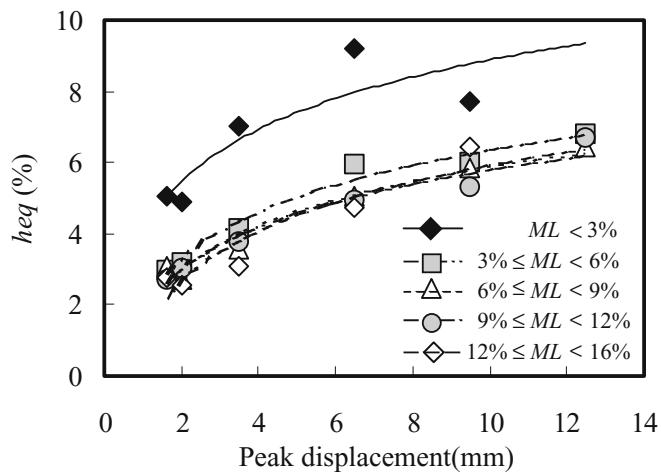 10
8
6
4
2
0
heq (%)
ML < 3%
3% ≤ ML < 6%
6% ≤ ML < 9%
9% ≤ ML < 12%
12% ≤ ML < 16%
0 2 4 6 8 10 12 14
Peak displacement(mm)